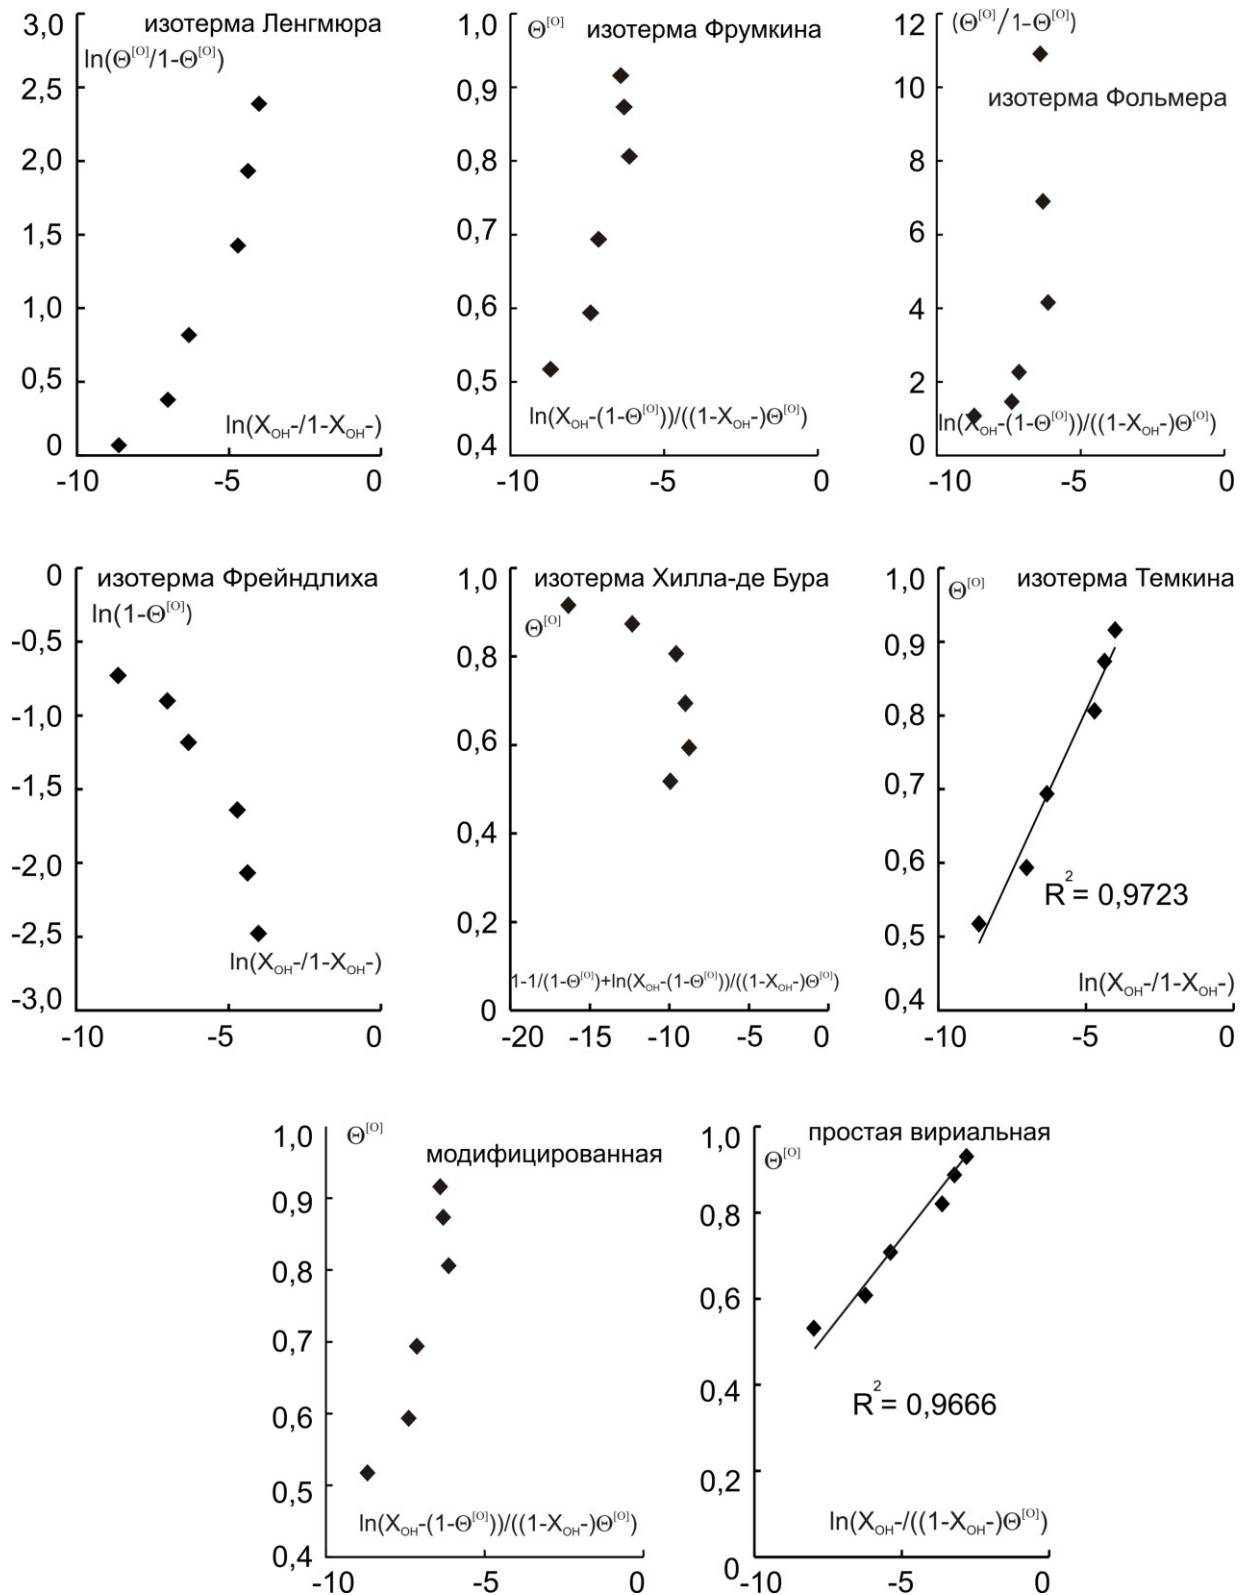 изотерма Ленгмюра
ln(Θ[O]/1-Θ[O])
3,0
2,5
2,0
1,5
1,0
0,5
0
ln(XOH-/1-XOH-)
-10 -5 0
изотерма Фрумкина
Θ[O]
1,0
0,9
0,8
0,7
0,6
0,5
0,4
ln(XOH-(1-Θ[O]))/((1-XOH-)Θ[O])
-10 -5 0
(Θ[O]/1-Θ[O])
изотерма Фольмера
12
10
8
6
4
2
0
ln(XOH-(1-Θ[O]))/((1-XOH-)Θ[O])
-10 -5 0
изотерма Фрейндлиха
ln(1-Θ[O])
0
-0,5
-1,0
-1,5
-2,0
-2,5
-3,0
ln(XOH-/1-XOH-)
-10 -5 0
изотерма Хилла-де Бура
Θ[O]
1,0
0,8
0,6
0,4
0,2
0
1-1/(1-Θ[O])+ln(XOH-(1-Θ[O]))/((1-XOH-)Θ[O])
-20 -15 -10 -5 0
изотерма Темкина
Θ[O]
1,0
0,9
0,8
0,7
0,6
0,5
0,4
R2= 0,9723
ln(XOH-/1-XOH-)
-10 -5 0
модифицированная
Θ[O]
1,0
0,9
0,8
0,7
0,6
0,5
0,4
ln(XOH-(1-Θ[O]))/((1-XOH-)Θ[O])
-10 -5 0
простая вириальная
Θ[O]
1,0
0,8
0,6
0,4
0,2
0
R2= 0,9666
ln(XOH-/((1-XOH-)Θ[O])
-10 -5 0